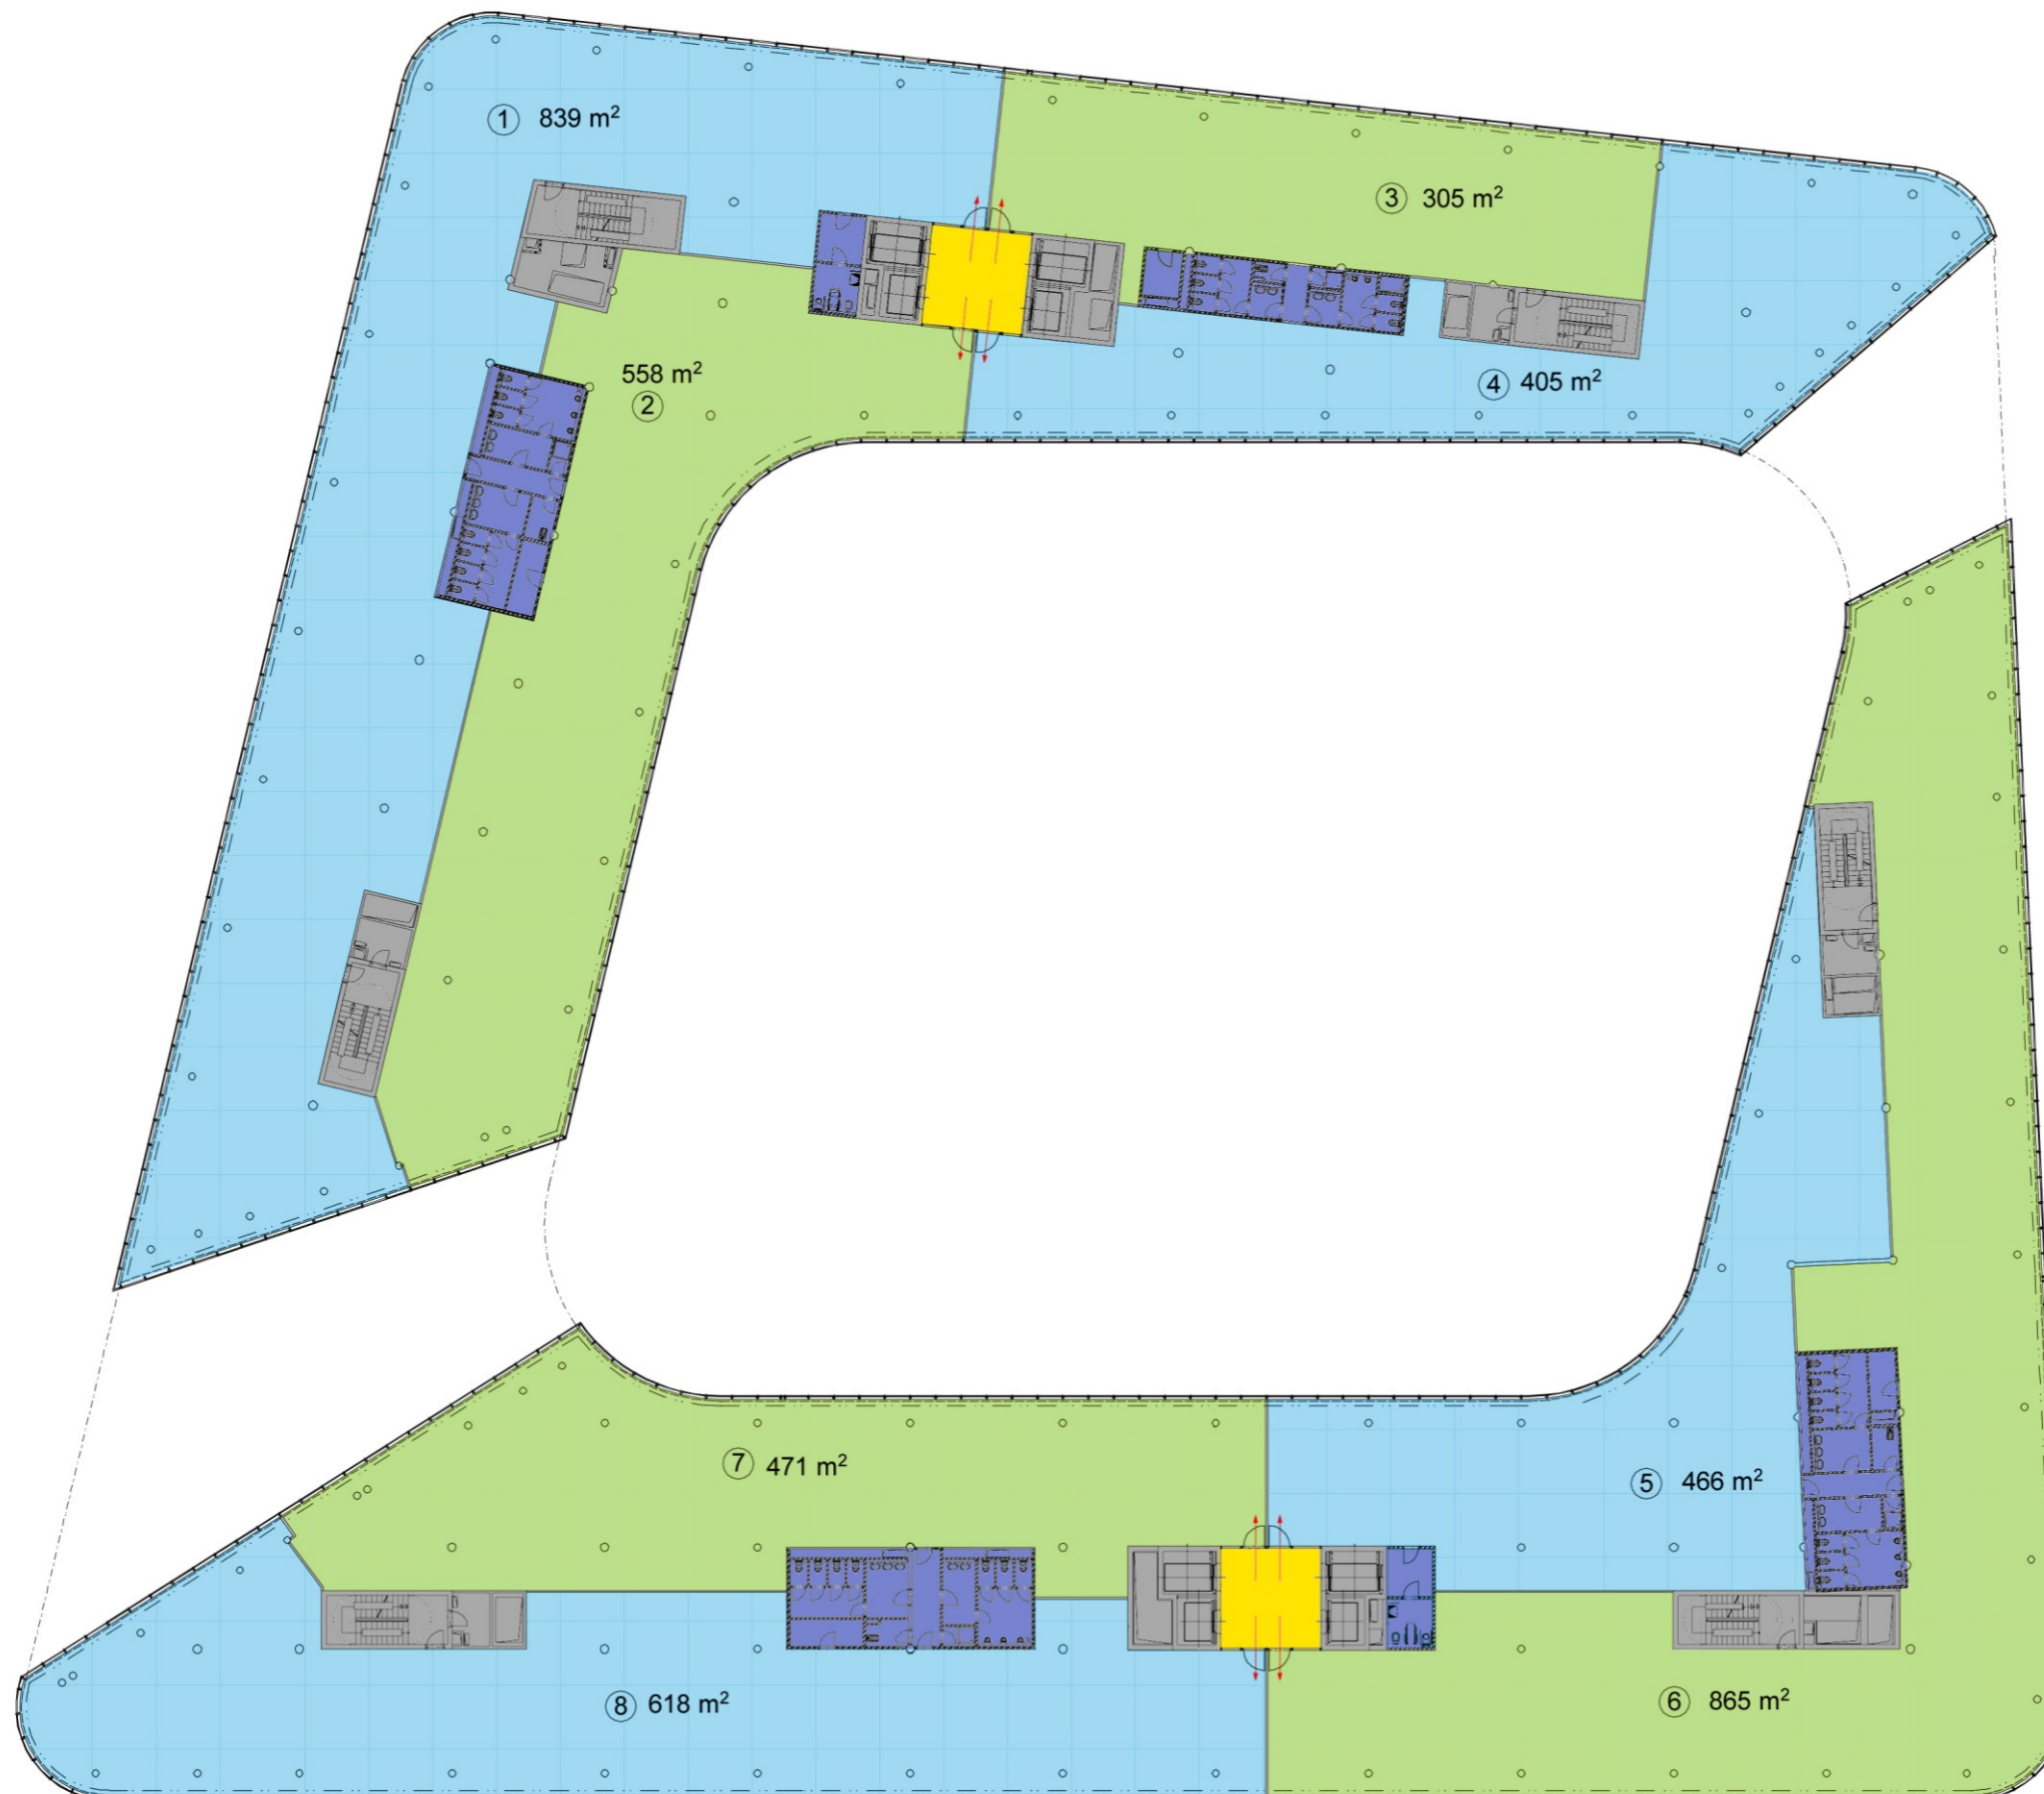 ① 839 m²
③ 305 m²
558 m²
②
④ 405 m²
⑦ 471 m²
⑤ 466 m²
⑧ 618 m²
⑥ 865 m²